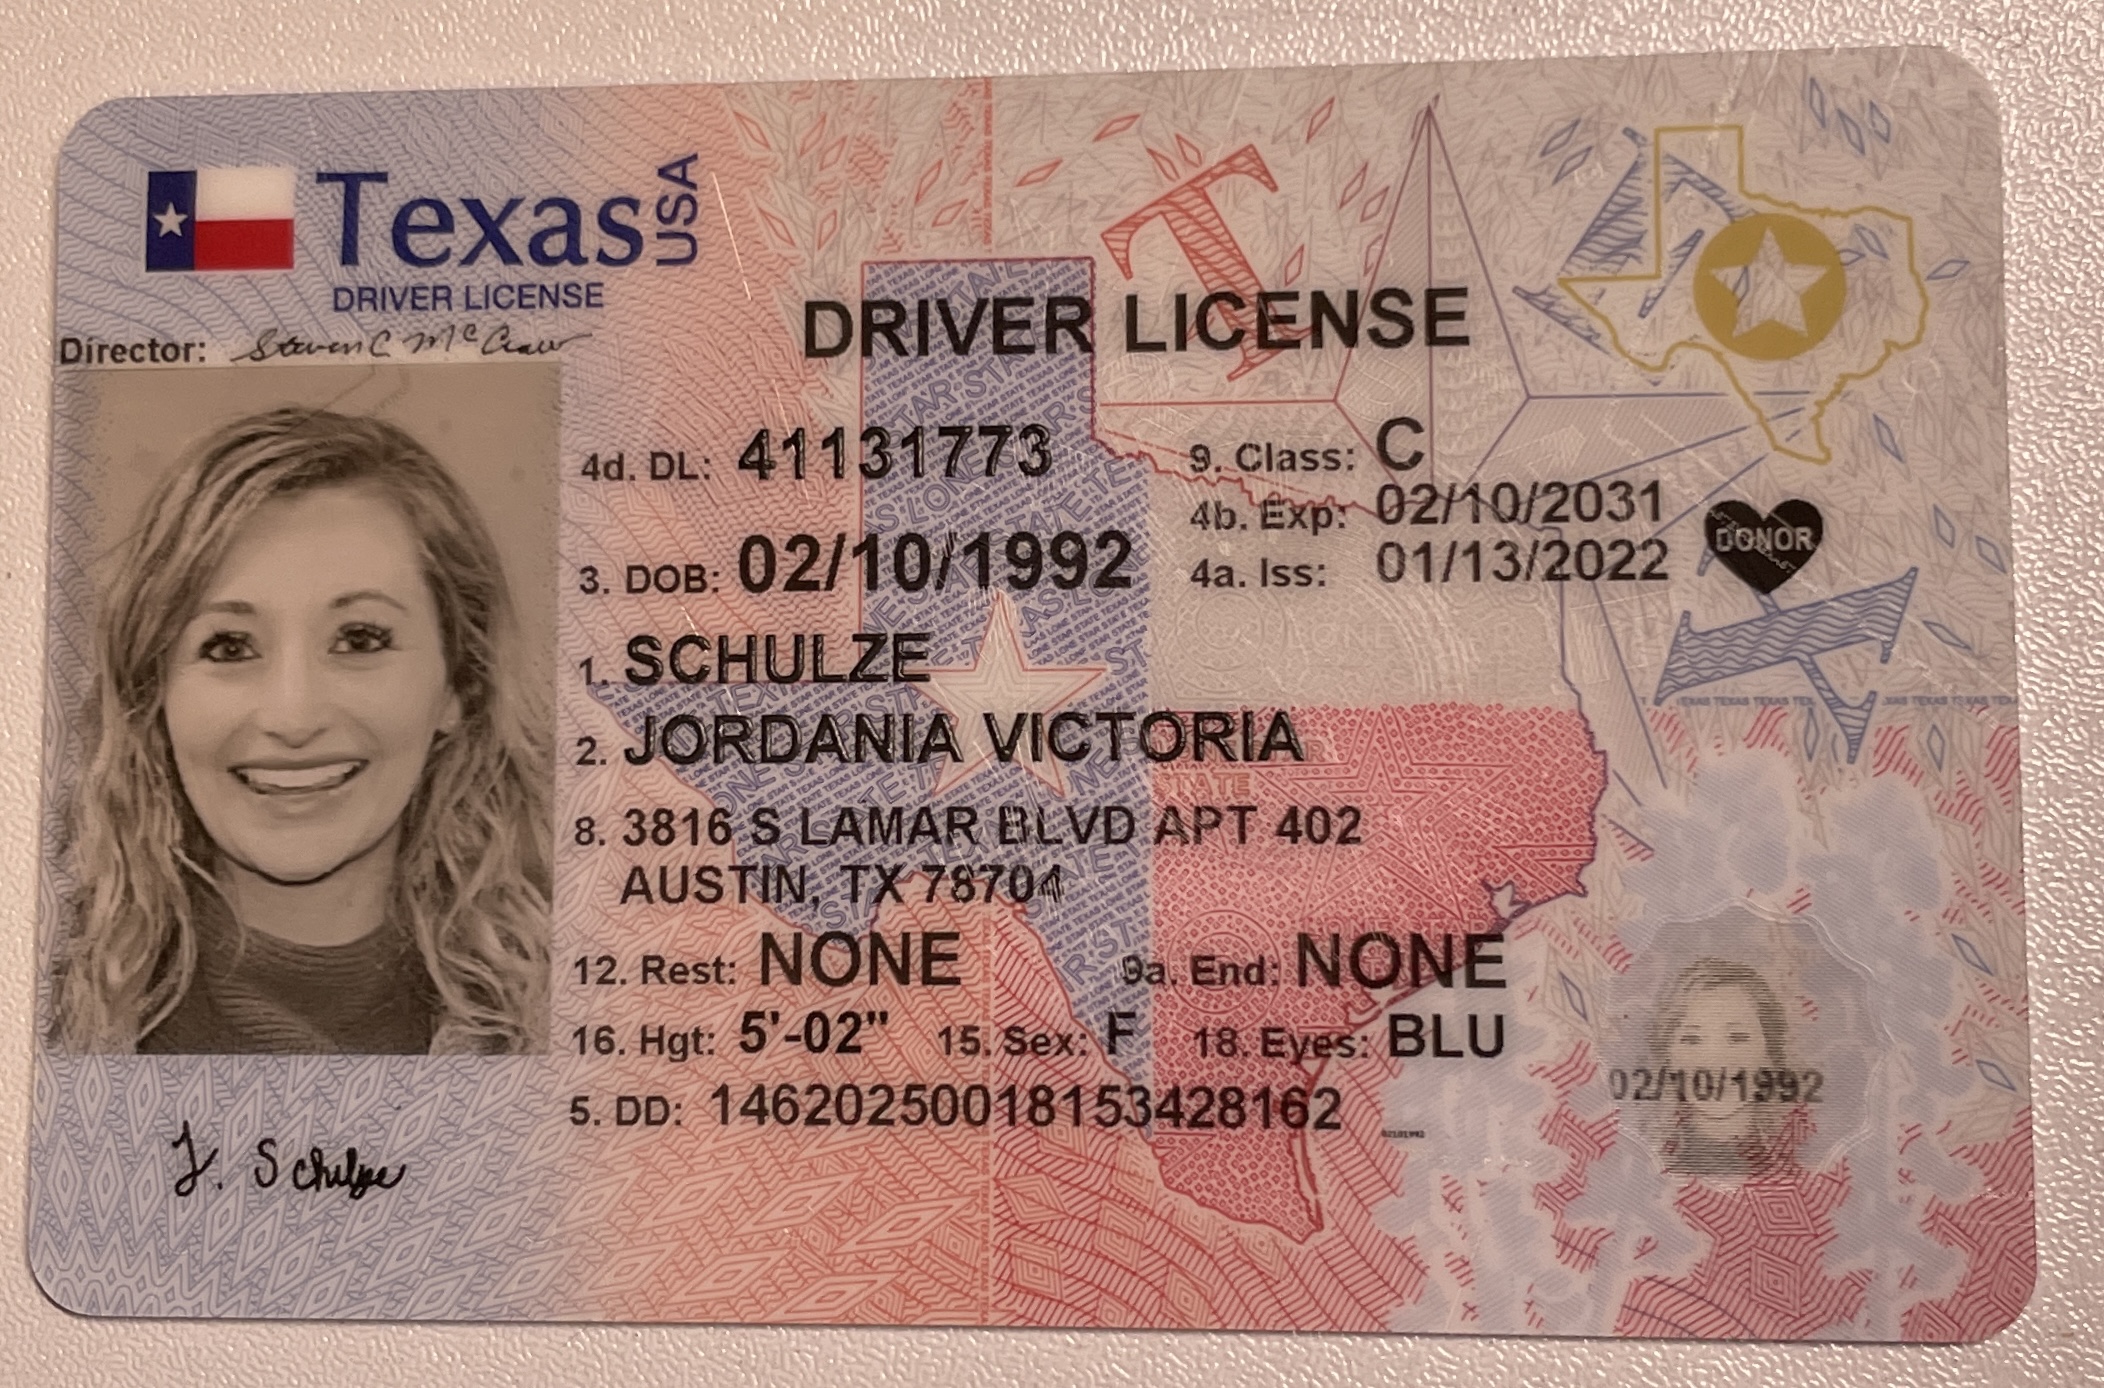 Texas USA
DRIVER LICENSE
Director: Steven C McCraw
DRIVER LICENSE
4d. DL: 41131773
9. Class: C
4b. Exp: 02/10/2031
3. DOB: 02/10/1992
4a. Iss: 01/13/2022
DONOR
1. SCHULZE
2. JORDANIA VICTORIA
8. 3816 S LAMAR BLVD APT 402
AUSTIN, TX 78704
12. Rest: NONE
9a. End: NONE
16. Hgt: 5'-02" 15. Sex: F 18. Eyes: BLU
02/10/1992
5. DD: 14620250018153428162
02101992
J. Schulze